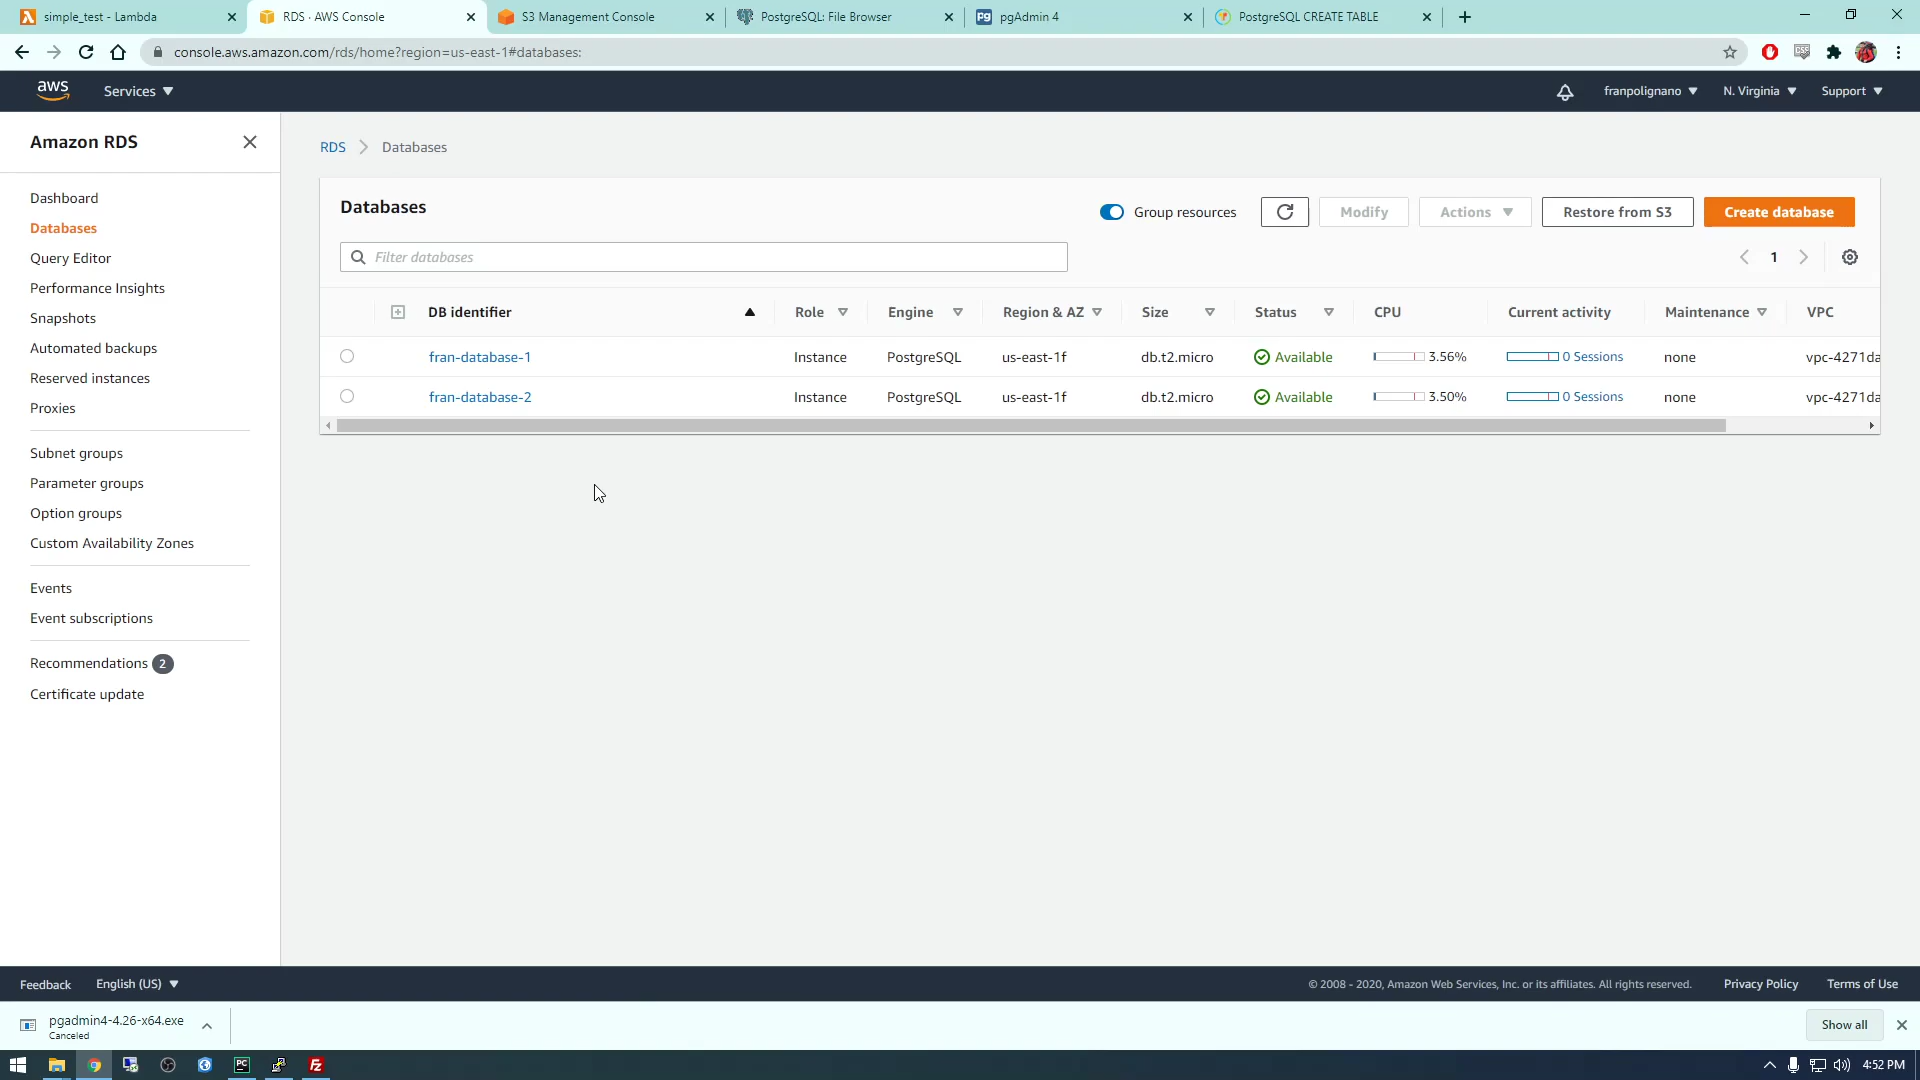 simple_test - Lambda
RDS · AWS Console
S3 Management Console
PostgreSQL: File Browser
pgAdmin 4
PostgreSQL CREATE TABLE
console.aws.amazon.com/rds/home?region=us-east-1#databases:
aws
Services
franpolignano
N. Virginia
Support
Amazon RDS
Dashboard
Databases
Query Editor
Performance Insights
Snapshots
Automated backups
Reserved instances
Proxies
Subnet groups
Parameter groups
Option groups
Custom Availability Zones
Events
Event subscriptions
Recommendations 2
Certificate update
RDS > Databases
Databases
Group resources
Modify
Actions
Restore from S3
Create database
Filter databases
1
DB identifier Role Engine Region & AZ Size Status CPU Current activity Maintenance VPC
fran-database-1 Instance PostgreSQL us-east-1f db.t2.micro Available 3.56% 0 Sessions none vpc-4271da
fran-database-2 Instance PostgreSQL us-east-1f db.t2.micro Available 3.50% 0 Sessions none vpc-4271da
Feedback
English (US)
© 2008 - 2020, Amazon Web Services, Inc. or its affiliates. All rights reserved.
Privacy Policy
Terms of Use
pgadmin4-4.26-x64.exe
Canceled
Show all
4:52 PM